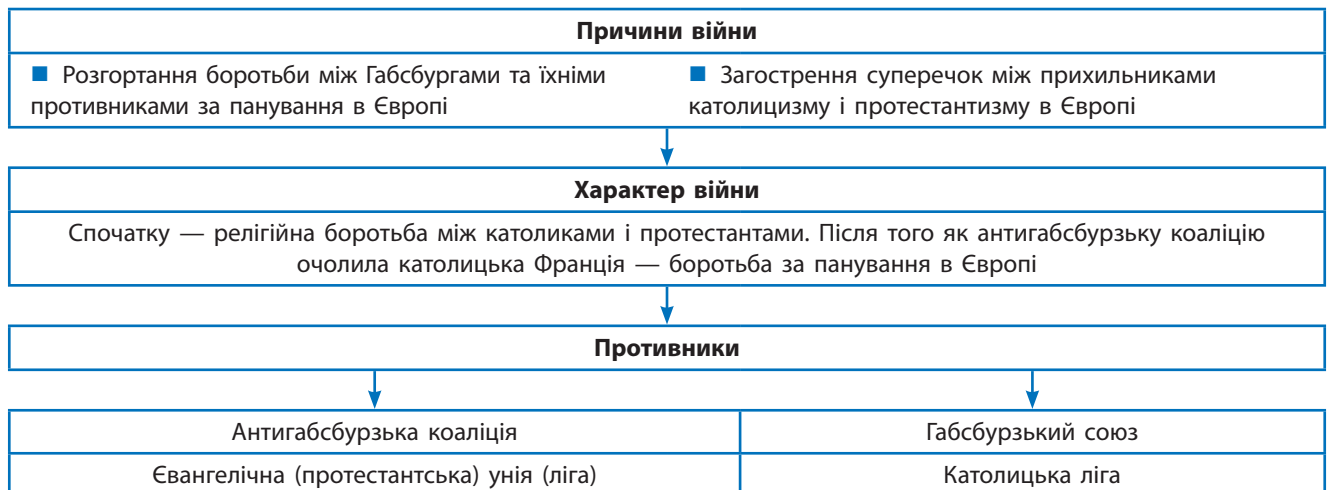 Причини війни
■ Розгортання боротьби між Габсбургами та їхніми
противниками за панування в Європі
■ Загострення суперечок між прихильниками
католицизму і протестантизму в Європі
Характер війни
Спочатку — релігійна боротьба між католиками і протестантами. Після того як антигабсбурзьку коаліцію
очолила католицька Франція — боротьба за панування в Європі
Противники
Антигабсбурзька коаліція
Габсбурзький союз
Євангелічна (протестантська) унія (ліга)
Католицька ліга